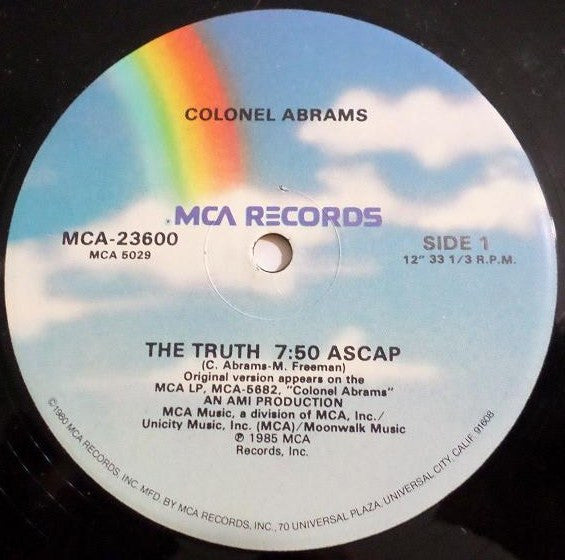 COLONEL ABRAMS
MCA RECORDS
MCA-23600
MCA 5029
SIDE 1
12" 33 1/3 R.P.M.
THE TRUTH 7:50 ASCAP
(C. Abrams-M. Freeman)
Original version appears on the
MCA LP, MCA-5682, "Colonel Abrams"
AN AMI PRODUCTION
MCA Music, a division of MCA, Inc./
Unicity Music, Inc. (MCA)/Moonwalk Music
℗ 1985 MCA
Records, Inc.
©1980 MCA RECORDS, INC. MFD. BY MCA RECORDS, INC., 70 UNIVERSAL PLAZA, UNIVERSAL CITY, CALIF. 91608